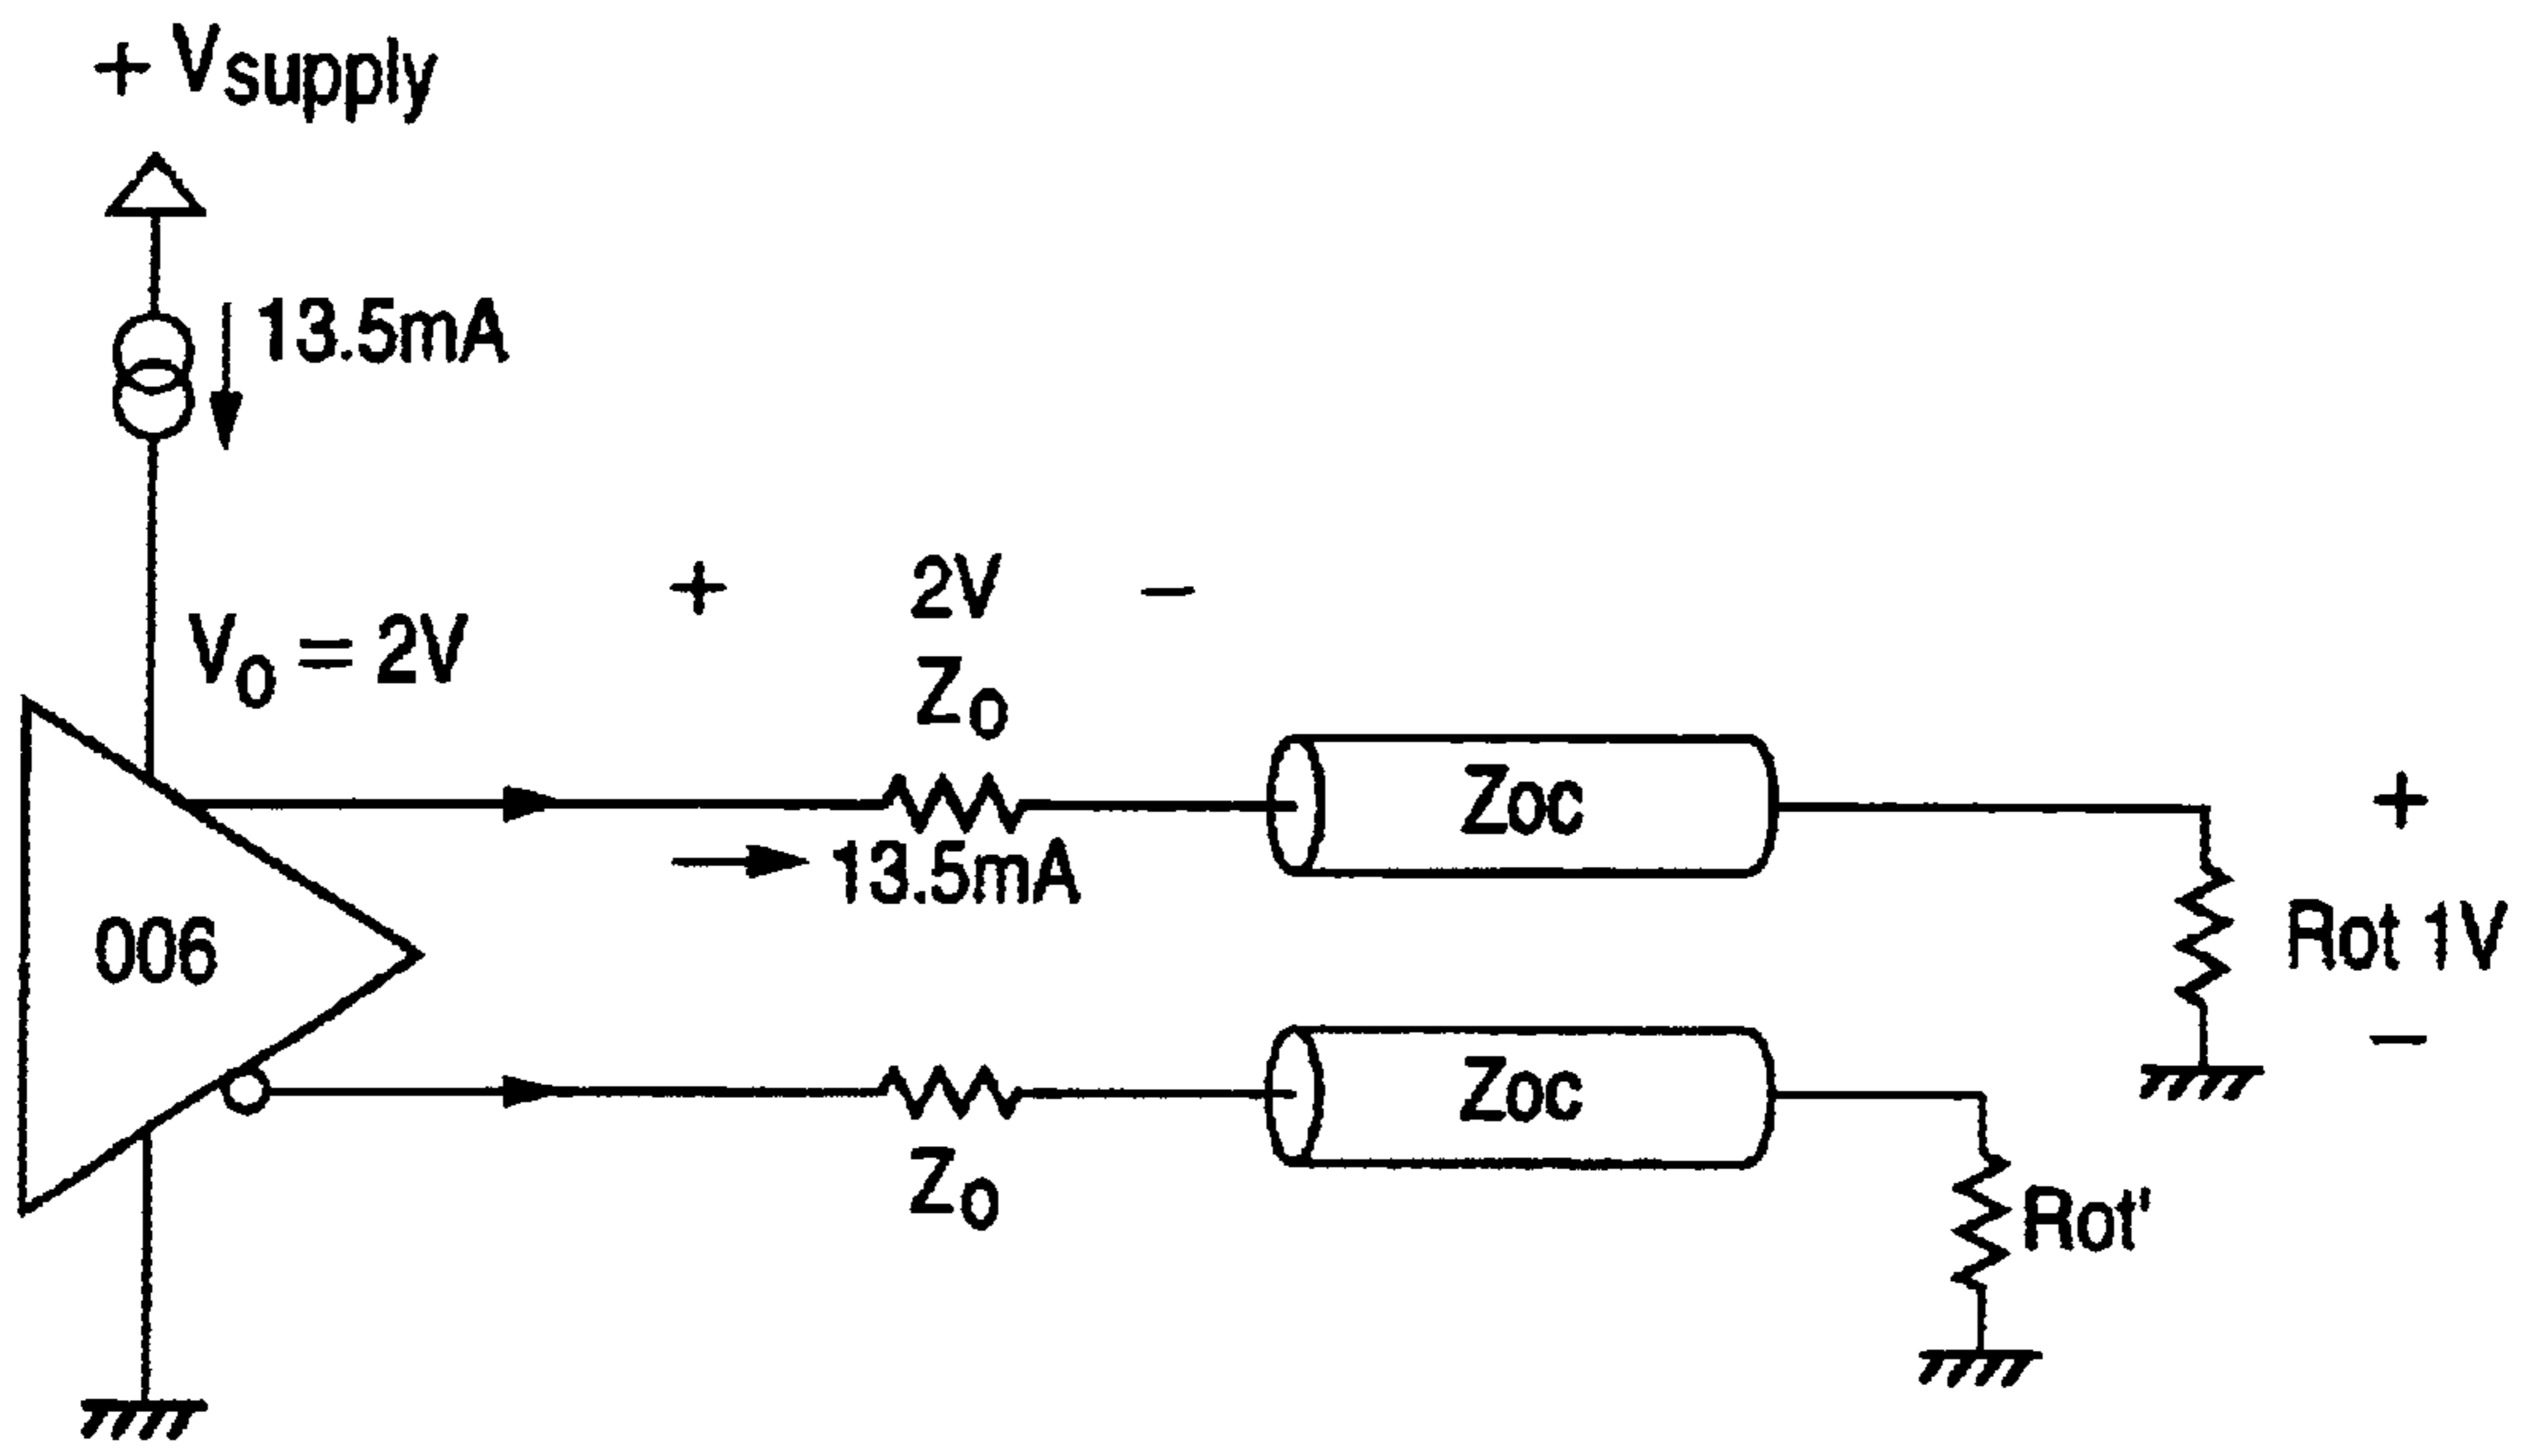 + Vsupply
13.5mA
+ 2V −
Vo = 2V
Zo
Zoc
+
13.5mA
006
Rot 1V
−
Zoc
Zo
Rot'